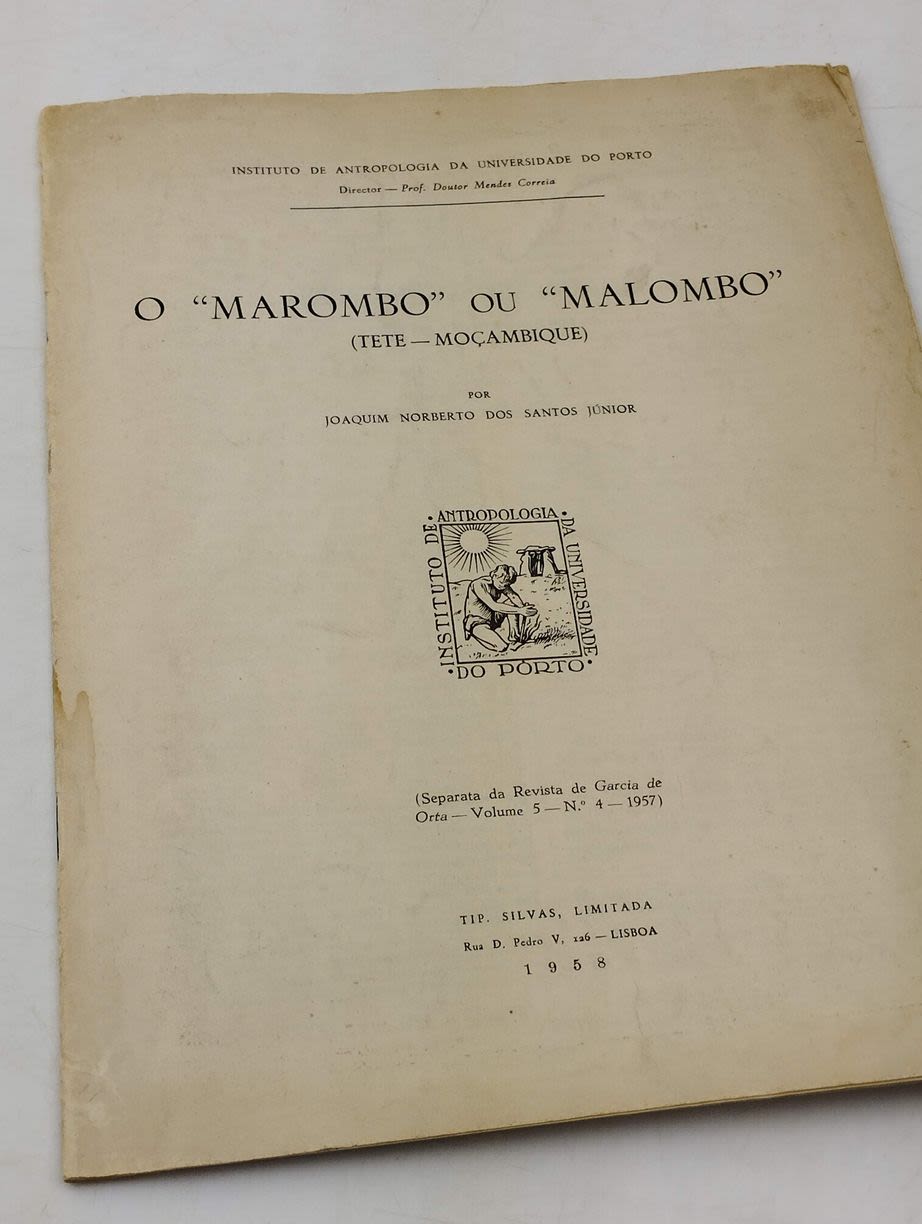 INSTITUTO DE ANTROPOLOGIA DA UNIVERSIDADE DO PORTO
Director — Prof. Doutor Mendes Correia
O “MAROMBO” OU “MALOMBO”
(TETE — MOÇAMBIQUE)
POR
JOAQUIM NORBERTO DOS SANTOS JÚNIOR
INSTITUTO DE
• ANTROPOLOGIA •
DA UNIVERSIDADE
• DO PÔRTO •
(Separata da Revista de Garcia de
Orta — Volume 5 — N.º 4 — 1957)
TIP. SILVAS, LIMITADA
Rua D. Pedro V, 126 — LISBOA
1958